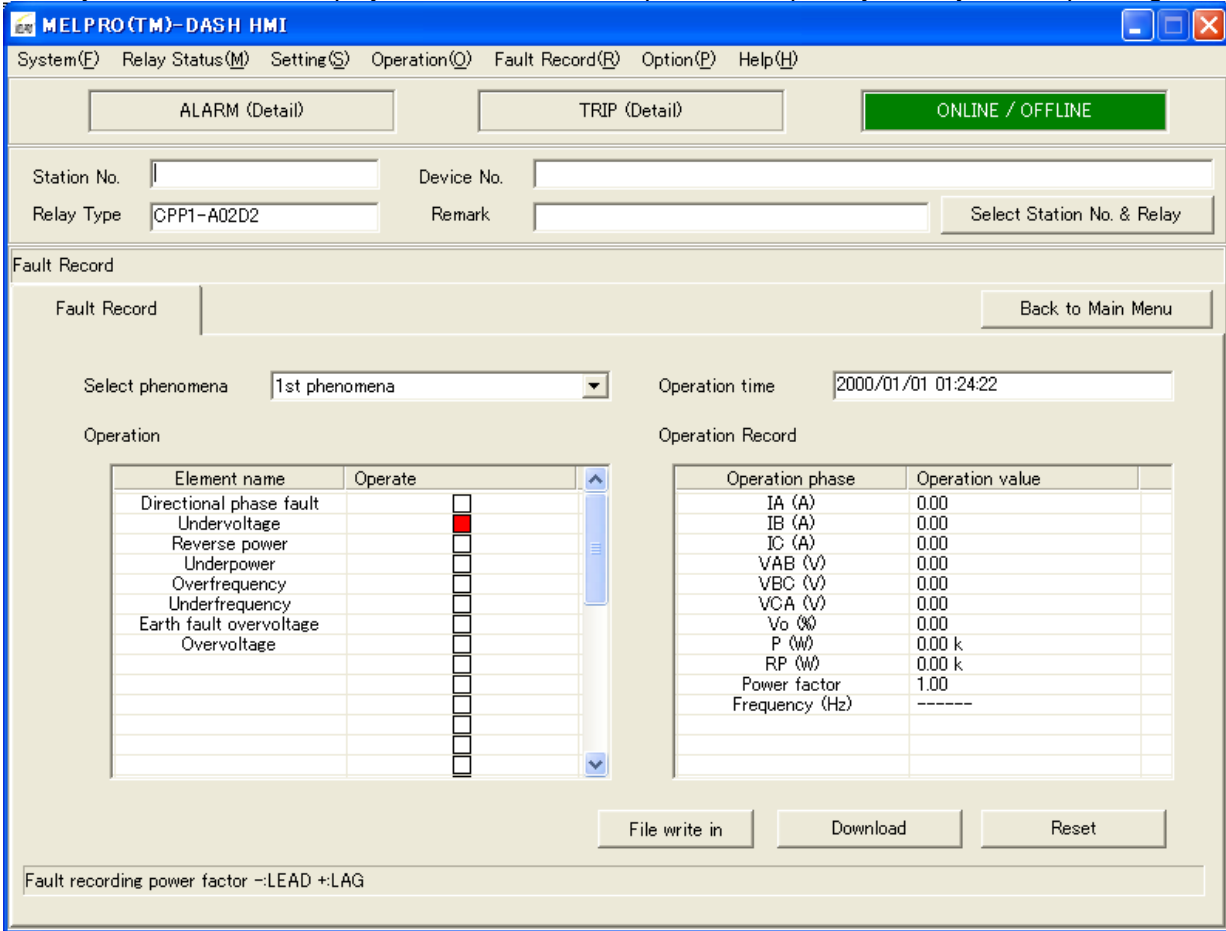 MELPRO(TM)-DASH HMI
System(F) Relay Status(M) Setting(S) Operation(O) Fault Record(R) Option(P) Help(H)
ALARM (Detail) TRIP (Detail) ONLINE / OFFLINE
Station No. Device No.
Relay Type CPP1-A02D2 Remark Select Station No. & Relay
Fault Record
Fault Record Back to Main Menu
Select phenomena 1st phenomena Operation time 2000/01/01 01:24:22
Operation Operation Record
Element name Operate Operation phase Operation value
Directional phase fault IA (A) 0.00
Undervoltage IB (A) 0.00
Reverse power IC (A) 0.00
Underpower VAB (V) 0.00
Overfrequency VBC (V) 0.00
Underfrequency VCA (V) 0.00
Earth fault overvoltage Vo (%) 0.00
Overvoltage P (W) 0.00 k
RP (W) 0.00 k
Power factor 1.00
Frequency (Hz) ------
File write in Download Reset
Fault recording power factor -:LEAD +:LAG